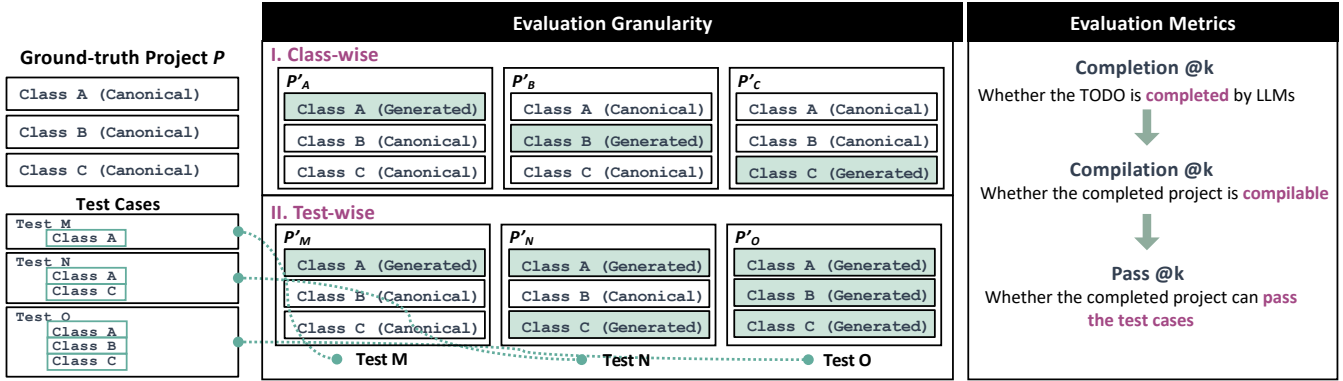 Ground-truth Project P
Class A (Canonical)
Class B (Canonical)
Class C (Canonical)
Test Cases
Test M
Class A
Test N
Class A
Class C
Test O
Class A
Class B
Class C
Evaluation Granularity
I. Class-wise
P'A
Class A (Generated)
Class B (Canonical)
Class C (Canonical)
P'B
Class A (Canonical)
Class B (Generated)
Class C (Canonical)
P'C
Class A (Canonical)
Class B (Canonical)
Class C (Generated)
II. Test-wise
P'M
Class A (Generated)
Class B (Canonical)
Class C (Canonical)
P'N
Class A (Generated)
Class B (Canonical)
Class C (Generated)
P'O
Class A (Generated)
Class B (Generated)
Class C (Generated)
Test M
Test N
Test O
Evaluation Metrics
Completion @k
Whether the TODO is completed by LLMs
Compilation @k
Whether the completed project is compilable
Pass @k
Whether the completed project can pass
the test cases